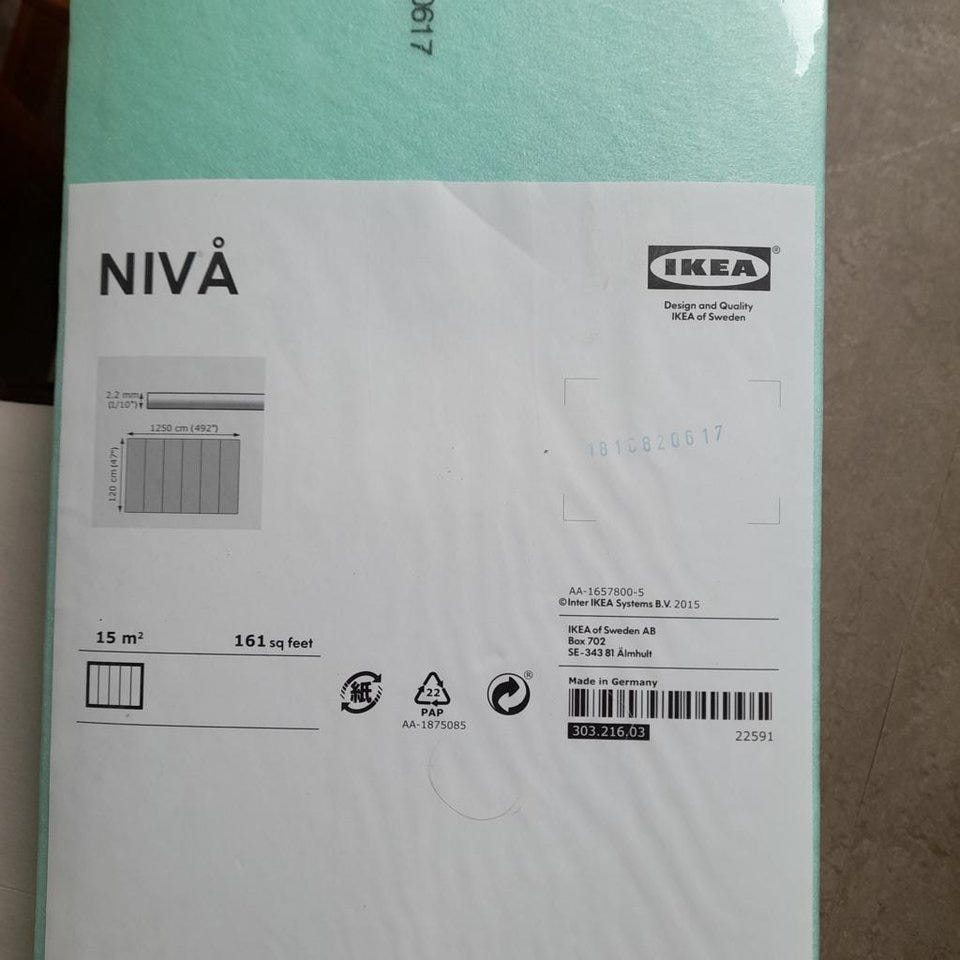 0617
NIVÅ
IKEA®
Design and Quality
IKEA of Sweden
2,2 mm
(1/10")
1250 cm (492")
120 cm (47")
181C820617
AA-1657800-5
©Inter IKEA Systems B.V. 2015
15 m² 161 sq feet
IKEA of Sweden AB
Box 702
SE-343 81 Älmhult
紙
22
PAP
AA-1875085
®
Made in Germany
303.216.03
22591